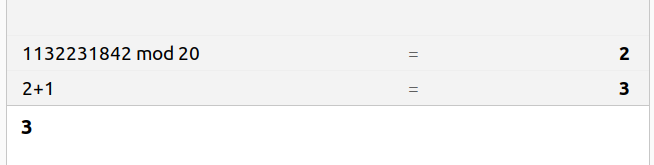 1132231842 mod 20 = 2
2+1 = 3
3